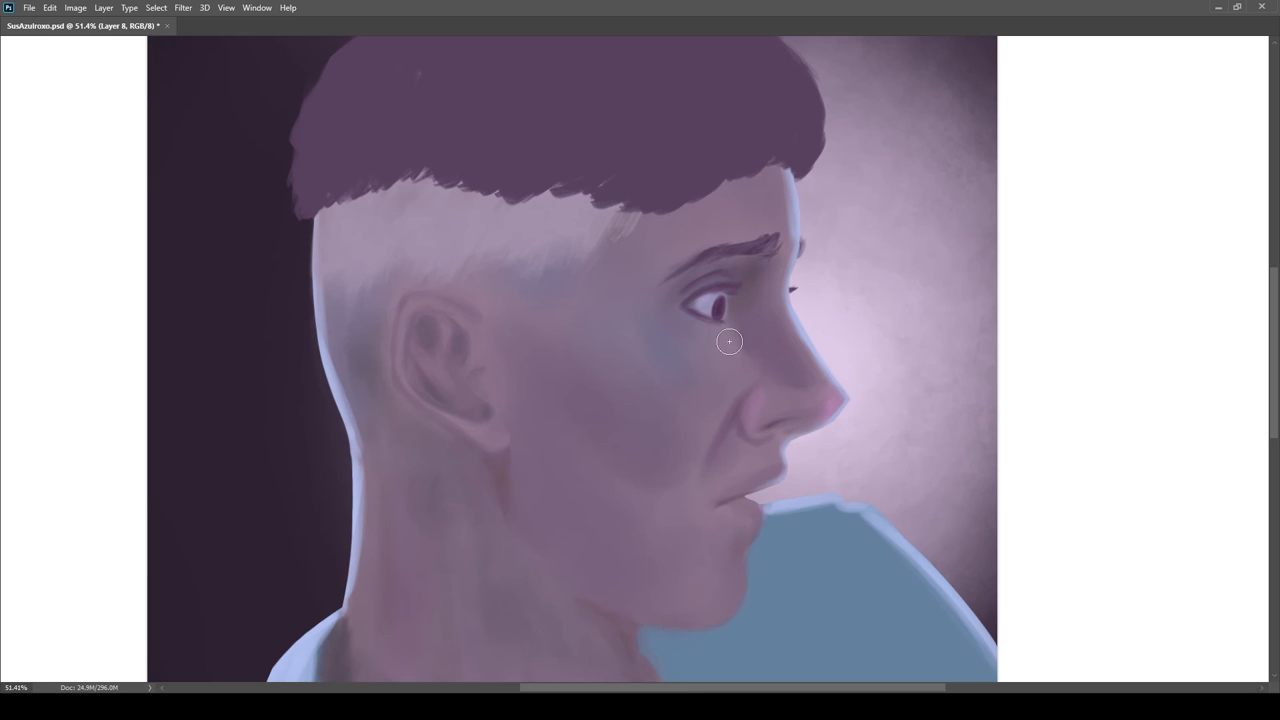 Ps File Edit Image Layer Type Select Filter 3D View Window Help
SusAzulroxo.psd @ 51.4% (Layer 8, RGB/8) * ×
51.41% Doc: 24.9M/296.0M